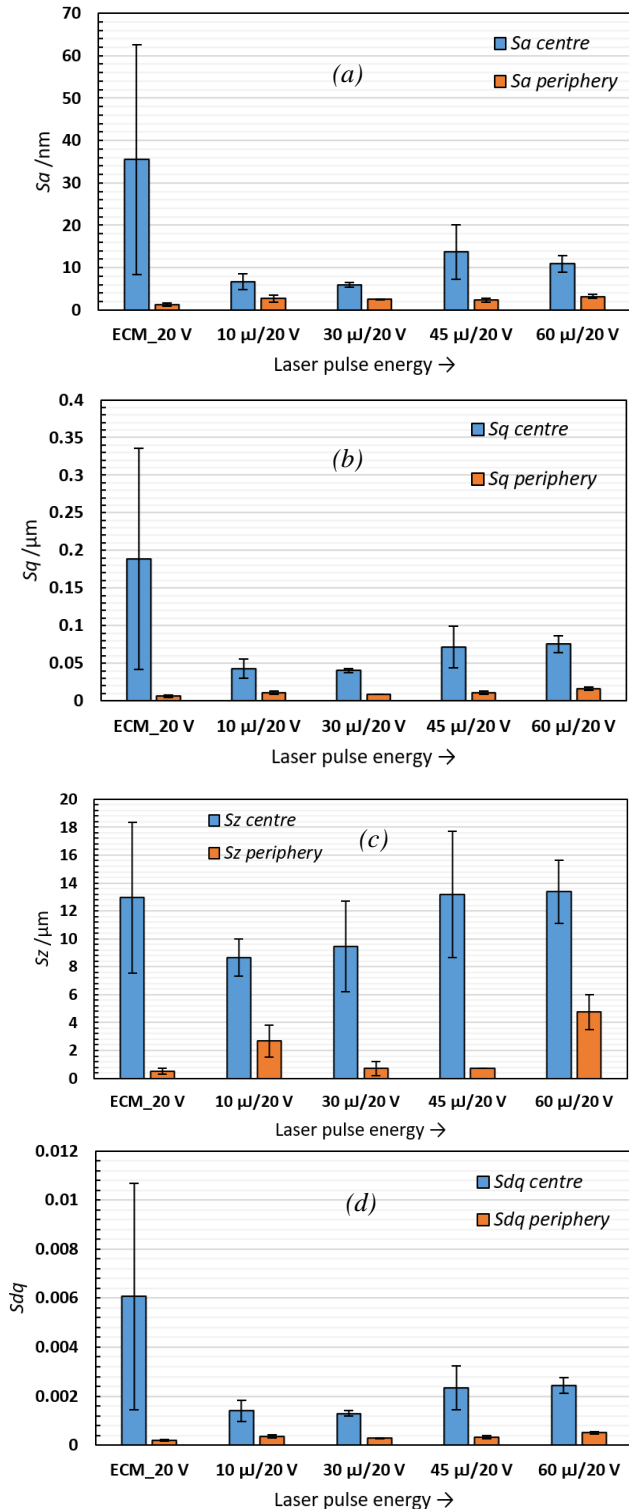 70
60
50
40
30
20
10
0
Sa /nm
(a)
Sa centre
Sa periphery
ECM_20 V 10 µJ/20 V 30 µJ/20 V 45 µJ/20 V 60 µJ/20 V
Laser pulse energy →
0.4
0.35
0.3
0.25
0.2
0.15
0.1
0.05
0
Sq /µm
(b)
Sq centre
Sq periphery
ECM_20 V 10 µJ/20 V 30 µJ/20 V 45 µJ/20 V 60 µJ/20 V
Laser pulse energy →
20
18
16
14
12
10
8
6
4
2
0
Sz /µm
Sz centre
Sz periphery
(c)
ECM_20 V 10 µJ/20 V 30 µJ/20 V 45 µJ/20 V 60 µJ/20 V
Laser pulse energy →
0.012
0.01
0.008
0.006
0.004
0.002
0
Sdq
(d)
Sdq centre
Sdq periphery
ECM_20 V 10 µJ/20 V 30 µJ/20 V 45 µJ/20 V 60 µJ/20 V
Laser pulse energy →